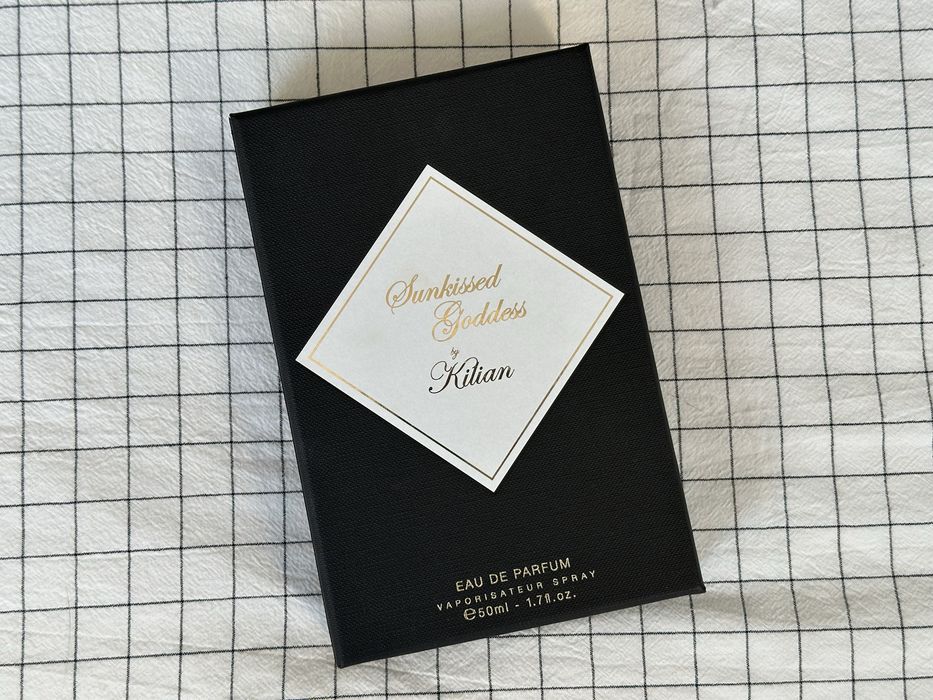 Sunkissed
Goddess
by
Kilian
EAU DE PARFUM
VAPORISATEUR SPRAY
℮50ml - 1.7fl.oz.